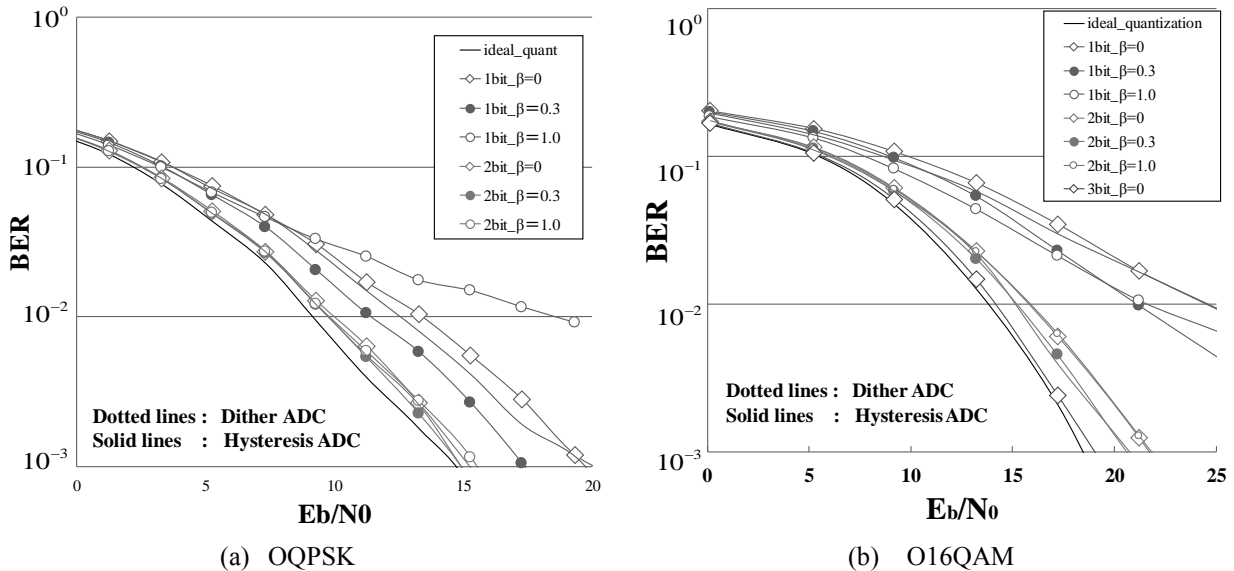 10^0
10^-1
10^-2
10^-3
BER
0
5
10
15
20
Eb/N0
ideal_quant
1bit_β=0
1bit_β=0.3
1bit_β=1.0
2bit_β=0
2bit_β=0.3
2bit_β=1.0
Dotted lines : Dither ADC
Solid lines : Hysteresis ADC
(a) OQPSK
10^0
10^-1
10^-2
10^-3
BER
0
5
10
15
20
25
Eb/N0
ideal_quantization
1bit_β=0
1bit_β=0.3
1bit_β=1.0
2bit_β=0
2bit_β=0.3
2bit_β=1.0
3bit_β=0
Dotted lines : Dither ADC
Solid lines : Hysteresis ADC
(b) O16QAM